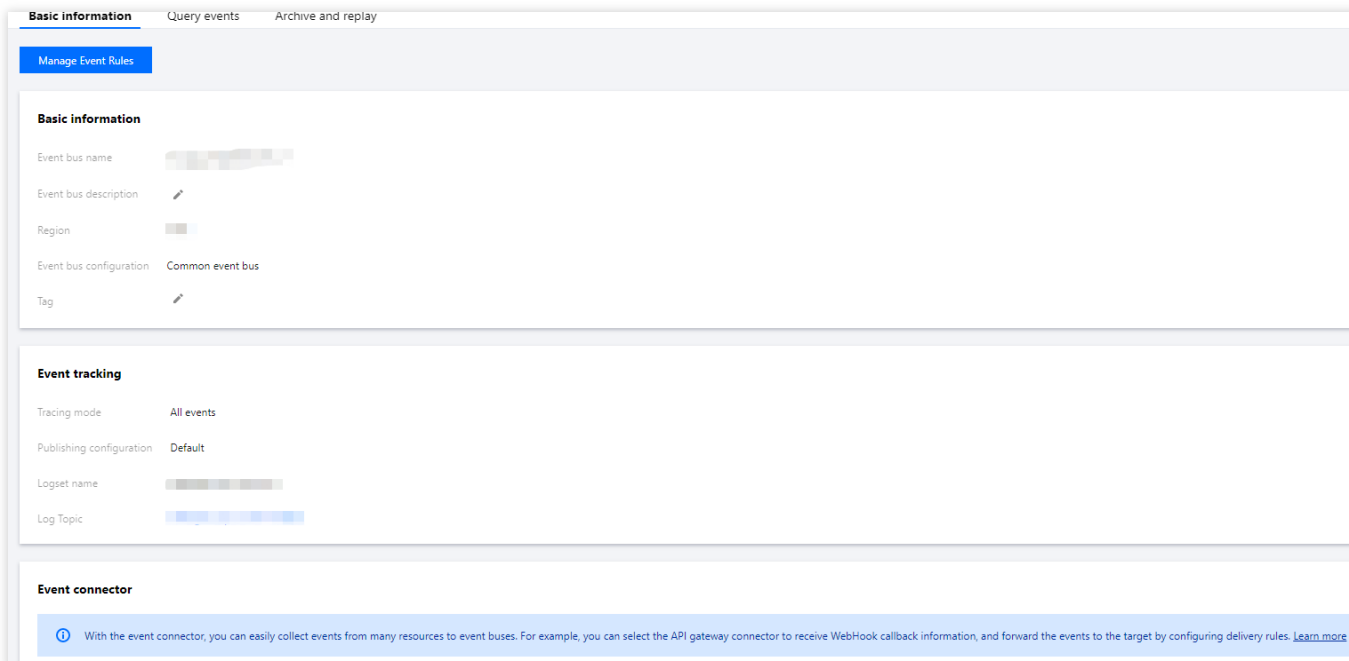 Basic information Query events Archive and replay
Manage Event Rules
Basic information
Event bus name
Event bus description
Region
Event bus configuration Common event bus
Tag
Event tracking
Tracing mode All events
Publishing configuration Default
Logset name
Log Topic
Event connector
With the event connector, you can easily collect events from many resources to event buses. For example, you can select the API gateway connector to receive WebHook callback information, and forward the events to the target by configuring delivery rules. Learn more